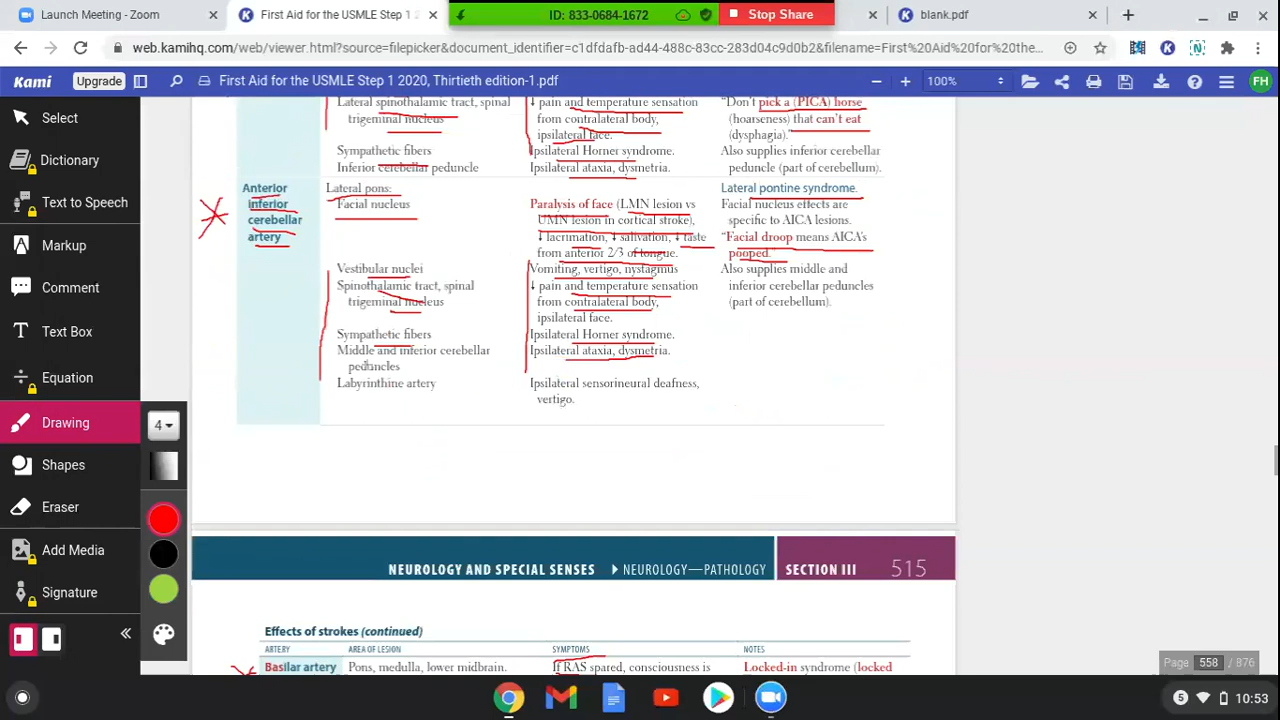 Launch Meeting - Zoom
First Aid for the USMLE Step 1 2
ID: 833-0684-1672
Stop Share
blank.pdf
web.kamihq.com/web/viewer.html?source=filepicker&document_identifier=c1dfdafb-ad44-488c-83cc-283d04c9d0b2&filename=First%20Aid%20for%20the...
Kami
Upgrade
First Aid for the USMLE Step 1 2020, Thirtieth edition-1.pdf
100%
FH
Select
Dictionary
Text to Speech
Markup
Comment
Text Box
Equation
Drawing
4
Shapes
Eraser
Add Media
Signature
Lateral spinothalamic tract, spinal
trigeminal nucleus
↓ pain and temperature sensation
from contralateral body,
ipsilateral face.
"Don't pick a (PICA) horse
(hoarseness) that can't eat
(dysphagia)."
Sympathetic fibers
Ipsilateral Horner syndrome.
Also supplies inferior cerebellar
Inferior cerebellar peduncle
Ipsilateral ataxia, dysmetria.
peduncle (part of cerebellum).
Anterior
inferior
cerebellar
artery
Lateral pons:
Facial nucleus
Paralysis of face (LMN lesion vs
UMN lesion in cortical stroke),
↓ lacrimation, ↓ salivation, ↓ taste
from anterior 2/3 of tongue.
Lateral pontine syndrome.
Facial nucleus effects are
specific to AICA lesions.
"Facial droop means AICA's
pooped."
Vestibular nuclei
Vomiting, vertigo, nystagmus
Also supplies middle and
Spinothalamic tract, spinal
trigeminal nucleus
↓ pain and temperature sensation
from contralateral body,
ipsilateral face.
inferior cerebellar peduncles
(part of cerebellum).
Sympathetic fibers
Ipsilateral Horner syndrome.
Middle and inferior cerebellar
peduncles
Ipsilateral ataxia, dysmetria.
Labyrinthine artery
Ipsilateral sensorineural deafness,
vertigo.
NEUROLOGY AND SPECIAL SENSES
NEUROLOGY—PATHOLOGY
SECTION III
515
Effects of strokes (continued)
ARTERY
AREA OF LESION
SYMPTOMS
NOTES
Basilar artery
Pons, medulla, lower midbrain.
If RAS spared, consciousness is
Locked-in syndrome (locked
Page 558 / 876
5
10:53